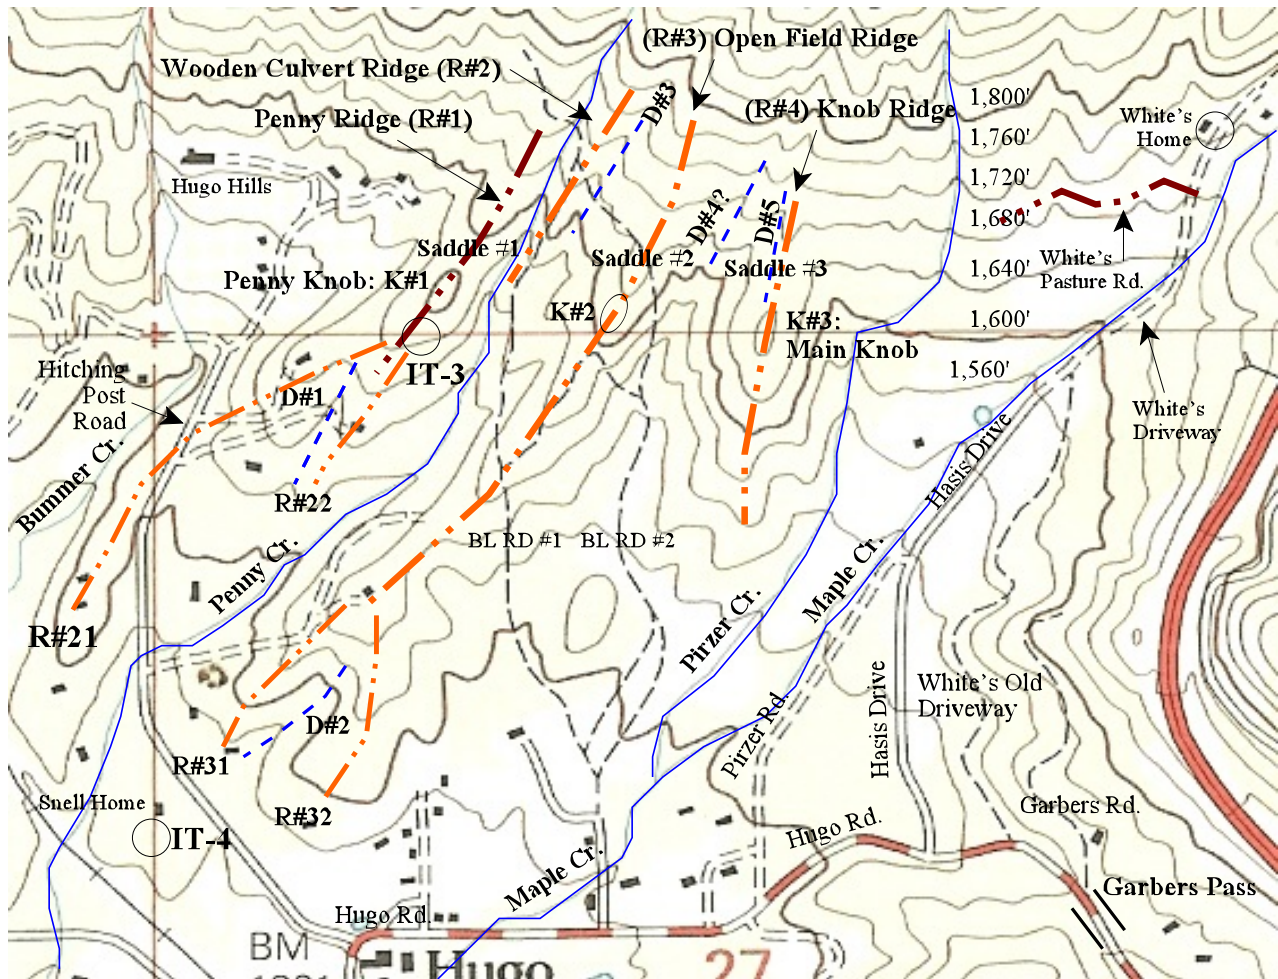 (R#3) Open Field Ridge
Wooden Culvert Ridge (R#2)
D#3
1,800'
(R#4) Knob Ridge
Penny Ridge (R#1)
White's
Home
1,760'
Hugo Hills
1,720'
D#4?
D#5
1,680'
Saddle #1
Saddle #2
Saddle #3
1,640'
White's
Pasture Rd.
Penny Knob: K#1
K#2
K#3:
Main Knob
1,600'
Hitching
Post
Road
IT-3
1,560'
D#1
White's
Driveway
Bummer Cr.
Hasis Drive
R#22
BL RD #1
BL RD #2
Penny Cr.
Maple Cr.
Pirzer Cr.
R#21
Hasis Drive
White's Old
Driveway
D#2
Pirzer Rd.
R#31
Snell Home
R#32
Garbers Rd.
IT-4
Hugo Rd.
Maple Cr.
Garbers Pass
Hugo Rd.
BM
Hugo
27